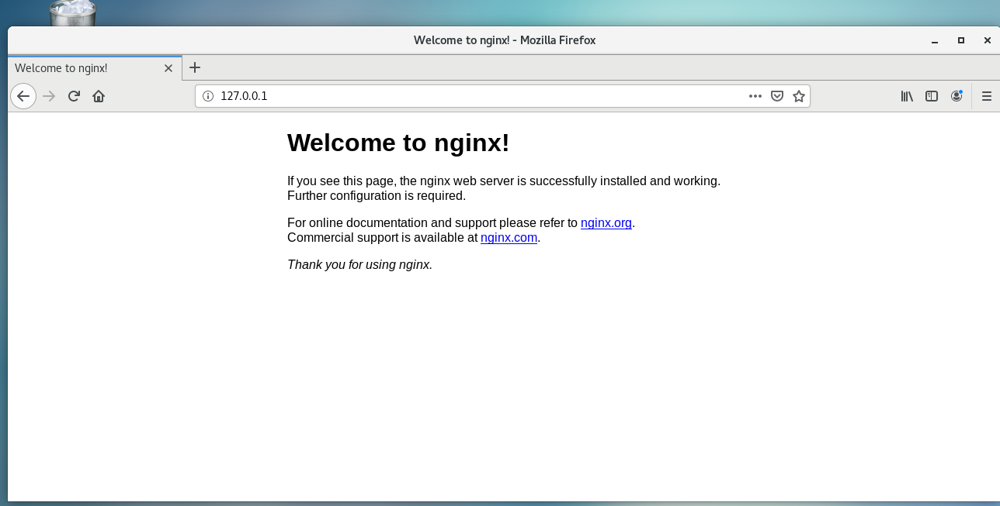 Welcome to nginx! - Mozilla Firefox
Welcome to nginx!
127.0.0.1
Welcome to nginx!
If you see this page, the nginx web server is successfully installed and working.
Further configuration is required.
For online documentation and support please refer to nginx.org.
Commercial support is available at nginx.com.
Thank you for using nginx.